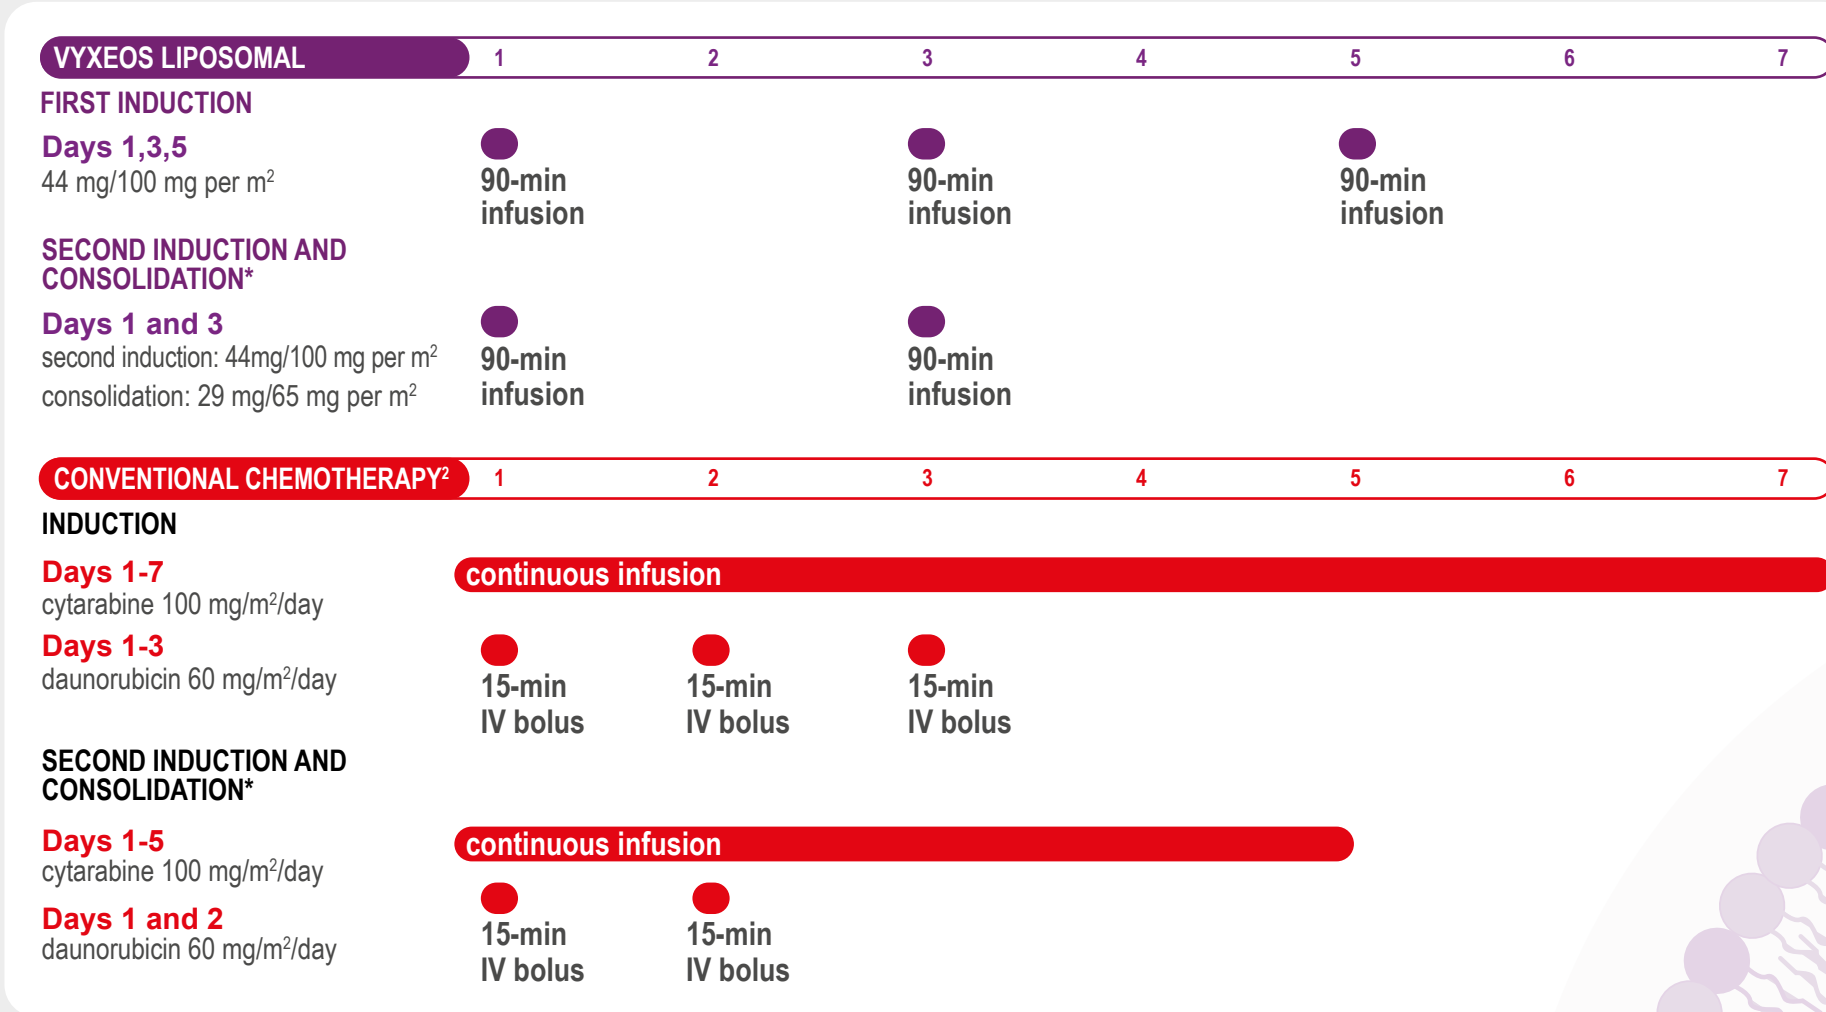 VYXEOS LIPOSOMAL 1 2 3 4 5 6 7
FIRST INDUCTION
Days 1,3,5
44 mg/100 mg per m²
90-min 90-min 90-min
infusion infusion infusion
SECOND INDUCTION AND
CONSOLIDATION*
Days 1 and 3
second induction: 44mg/100 mg per m²
consolidation: 29 mg/65 mg per m²
90-min 90-min
infusion infusion
CONVENTIONAL CHEMOTHERAPY² 1 2 3 4 5 6 7
INDUCTION
Days 1-7
cytarabine 100 mg/m²/day
continuous infusion
Days 1-3
daunorubicin 60 mg/m²/day
15-min 15-min 15-min
IV bolus IV bolus IV bolus
SECOND INDUCTION AND
CONSOLIDATION*
Days 1-5
cytarabine 100 mg/m²/day
continuous infusion
Days 1 and 2
daunorubicin 60 mg/m²/day
15-min 15-min
IV bolus IV bolus